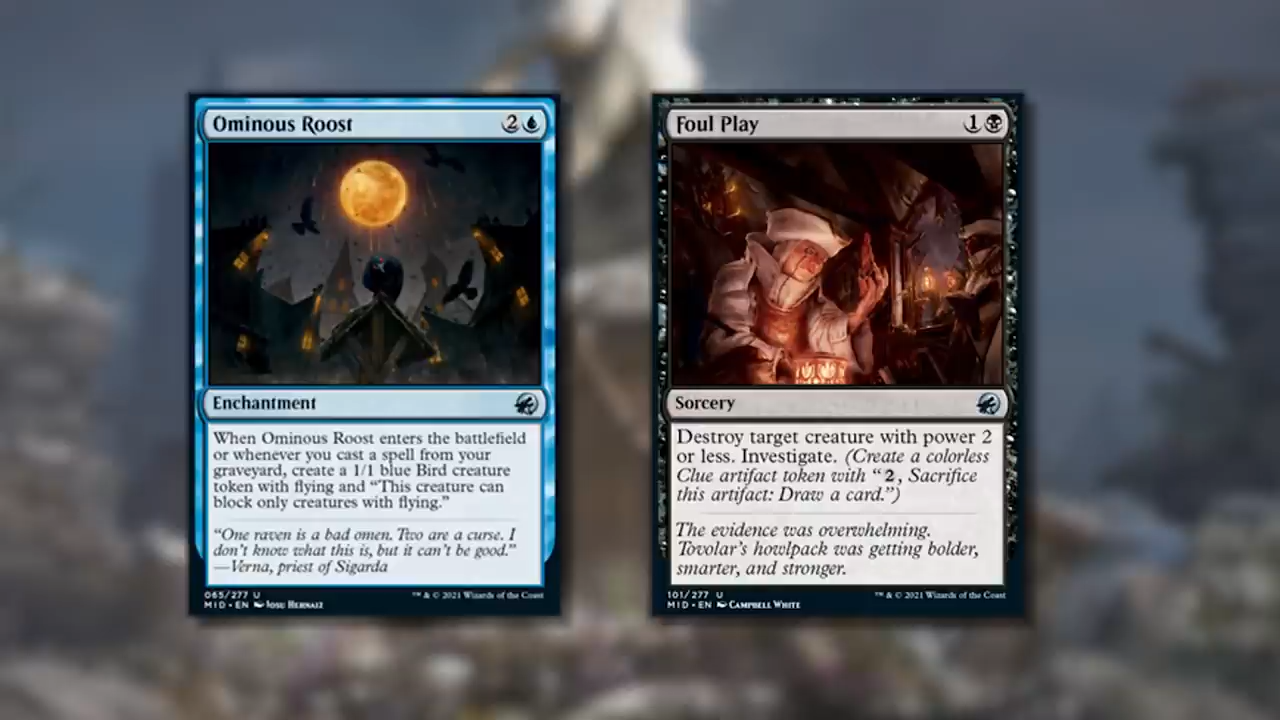 Ominous Roost 2
Enchantment
When Ominous Roost enters the battlefield
or whenever you cast a spell from your
graveyard, create a 1/1 blue Bird creature
token with flying and “This creature can
block only creatures with flying.”
“One raven is a bad omen. Two are a curse. I
don’t know what this is, but it can’t be good.”
—Verna, priest of Sigarda
065/277 U
MID • EN Iosu Hernaiz
™ & © 2021 Wizards of the Coast
Foul Play 1
Sorcery
Destroy target creature with power 2
or less. Investigate. (Create a colorless
Clue artifact token with “2, Sacrifice
this artifact: Draw a card.”)
The evidence was overwhelming.
Tovolar’s howlpack was getting bolder,
smarter, and stronger.
101/277 U
MID • EN Campbell White
™ & © 2021 Wizards of the Coast